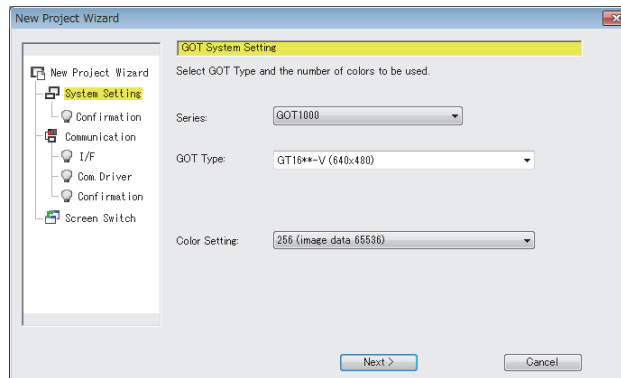 New Project Wizard
New Project Wizard
System Setting
Confirmation
Communication
I/F
Com. Driver
Confirmation
Screen Switch
GOT System Setting
Select GOT Type and the number of colors to be used.
Series: GOT1000
GOT Type: GT16**-V (640x480)
Color Setting: 256 (image data 65536)
Next > Cancel